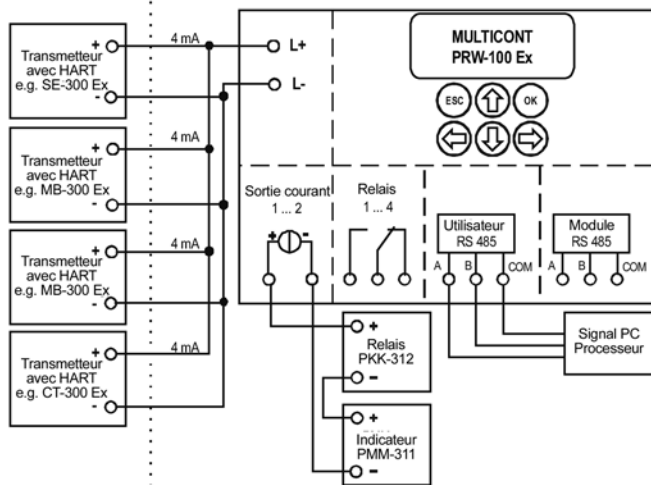 Transmetteur
avec HART
e.g. SE-300 Ex
+
-
4 mA
Transmetteur
avec HART
e.g. MB-300 Ex
+
-
4 mA
Transmetteur
avec HART
e.g. MB-300 Ex
+
-
4 mA
Transmetteur
avec HART
e.g. CT-300 Ex
+
-
4 mA
L+
L-
MULTICONT
PRW-100 Ex
ESC
OK
Sortie courant
1 ... 2
+ -
Relais
1 ... 4
Utilisateur
RS 485
A B COM
Module
RS 485
A B COM
+
Relais
PKK-312
-
+
Indicateur
PMM-311
-
Signal PC
Processeur